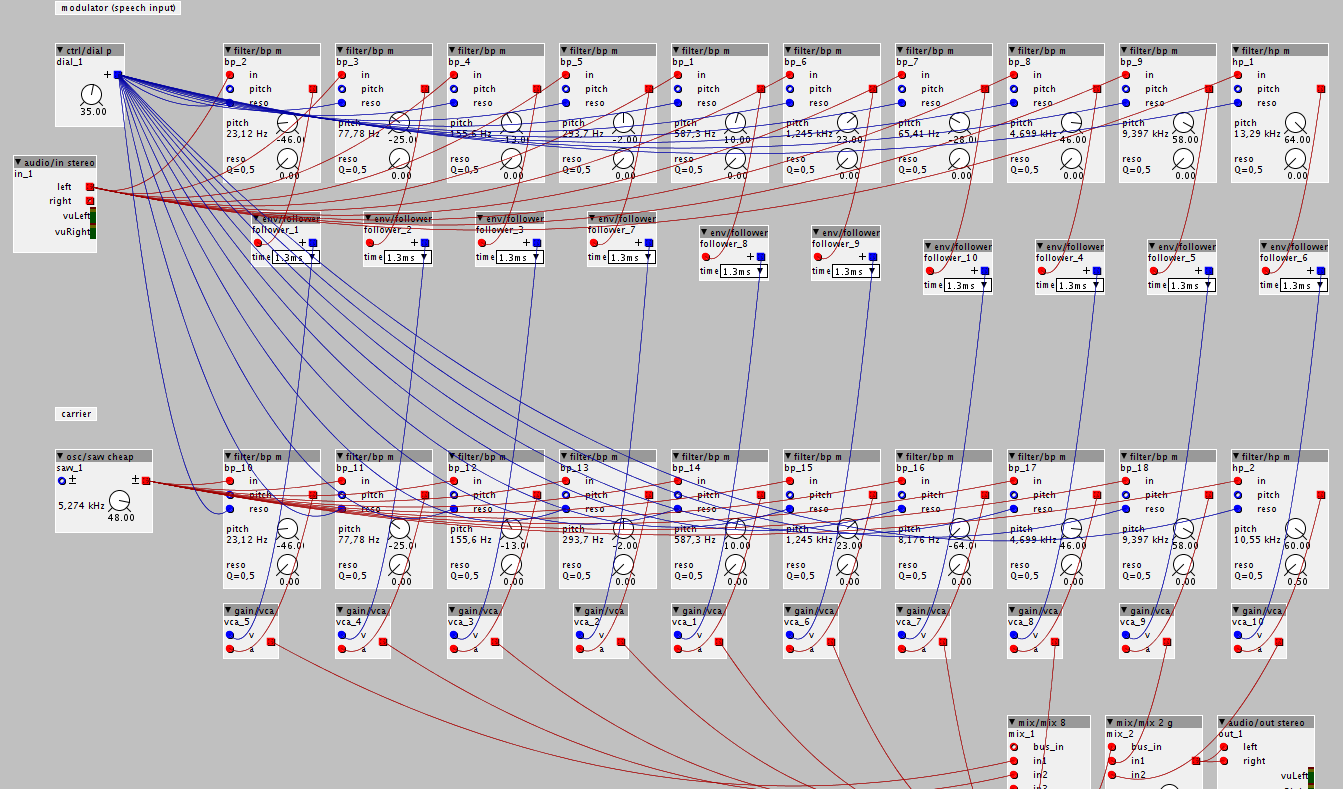 modulator (speech input)
ctrl/dial p
dial_1
+
35.00
audio/in stereo
in_1
left
right
vuLeft
vuRight
filter/bp m
bp_2
in
pitch
reso
pitch
23,12 Hz
-46.0
reso
Q=0,5
0.00
filter/bp m
bp_3
in
pitch
reso
pitch
77,78 Hz
-25.0
reso
Q=0,5
0.00
filter/bp m
bp_4
in
pitch
reso
pitch
155,6 Hz
-13.0
reso
Q=0,5
0.00
filter/bp m
bp_5
in
pitch
reso
pitch
293,7 Hz
-2.00
reso
Q=0,5
0.00
filter/bp m
bp_1
in
pitch
reso
pitch
587,3 Hz
10.00
reso
Q=0,5
0.00
filter/bp m
bp_6
in
pitch
reso
pitch
1,245 kHz
23.00
reso
Q=0,5
0.00
filter/bp m
bp_7
in
pitch
reso
pitch
65,41 Hz
-28.0
reso
Q=0,5
0.00
filter/bp m
bp_8
in
pitch
reso
pitch
4,699 kHz
46.00
reso
Q=0,5
0.00
filter/bp m
bp_9
in
pitch
reso
pitch
9,397 kHz
58.00
reso
Q=0,5
0.00
filter/hp m
hp_1
in
pitch
reso
pitch
13,29 kHz
64.00
reso
Q=0,5
0.00
env/follower
follower_1
+
time 1.3ms
env/follower
follower_2
+
time 1.3ms
env/follower
follower_3
+
time 1.3ms
env/follower
follower_7
+
time 1.3ms
env/follower
follower_8
+
time 1.3ms
env/follower
follower_9
+
time 1.3ms
env/follower
follower_10
+
time 1.3ms
env/follower
follower_4
+
time 1.3ms
env/follower
follower_5
+
time 1.3ms
env/follower
follower_6
+
time 1.3ms
carrier
osc/saw cheap
saw_1
± ±
5,274 kHz
48.00
filter/bp m
bp_10
in
pitch
reso
pitch
23,12 Hz
-46.0
reso
Q=0,5
0.00
filter/bp m
bp_11
in
pitch
reso
pitch
77,78 Hz
-25.0
reso
Q=0,5
0.00
filter/bp m
bp_12
in
pitch
reso
pitch
155,6 Hz
-13.0
reso
Q=0,5
0.00
filter/bp m
bp_13
in
pitch
reso
pitch
293,7 Hz
-2.00
reso
Q=0,5
0.00
filter/bp m
bp_14
in
pitch
reso
pitch
587,3 Hz
10.00
reso
Q=0,5
0.00
filter/bp m
bp_15
in
pitch
reso
pitch
1,245 kHz
23.00
reso
Q=0,5
0.00
filter/bp m
bp_16
in
pitch
reso
pitch
8,176 Hz
-64.0
reso
Q=0,5
0.00
filter/bp m
bp_17
in
pitch
reso
pitch
4,699 kHz
46.00
reso
Q=0,5
0.00
filter/bp m
bp_18
in
pitch
reso
pitch
9,397 kHz
58.00
reso
Q=0,5
0.00
filter/hp m
hp_2
in
pitch
reso
pitch
10,55 kHz
60.00
reso
Q=0,5
0.50
gain/vca
vca_5
v
a
gain/vca
vca_4
v
a
gain/vca
vca_3
v
a
gain/vca
vca_2
v
a
gain/vca
vca_1
v
a
gain/vca
vca_6
v
a
gain/vca
vca_7
v
a
gain/vca
vca_8
v
a
gain/vca
vca_9
v
a
gain/vca
vca_10
v
a
mix/mix 8
mix_1
bus_in
in1
in2
mix/mix 2 g
mix_2
bus_in
in1
in2
audio/out stereo
out_1
left
right
vuLeft